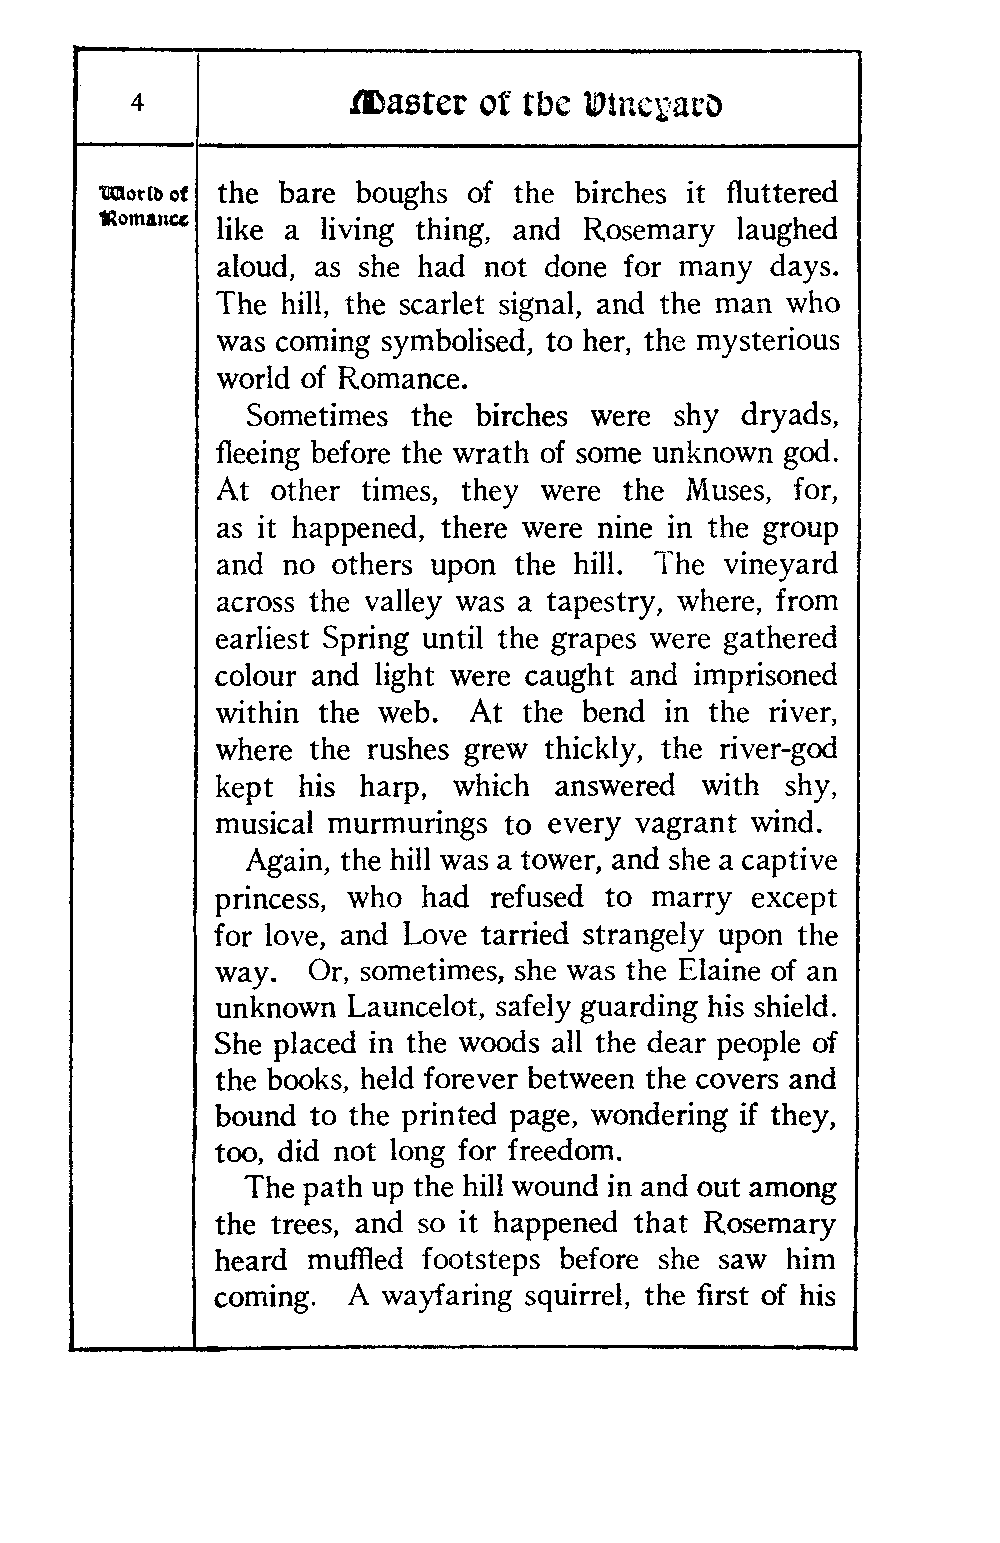 4
Master of the Vineyard
World of
Romance
the bare boughs of the birches it fluttered
like a living thing, and Rosemary laughed
aloud, as she had not done for many days.
The hill, the scarlet signal, and the man who
was coming symbolised, to her, the mysterious
world of Romance.
Sometimes the birches were shy dryads,
fleeing before the wrath of some unknown god.
At other times, they were the Muses, for,
as it happened, there were nine in the group
and no others upon the hill. The vineyard
across the valley was a tapestry, where, from
earliest Spring until the grapes were gathered
colour and light were caught and imprisoned
within the web. At the bend in the river,
where the rushes grew thickly, the river-god
kept his harp, which answered with shy,
musical murmurings to every vagrant wind.
Again, the hill was a tower, and she a captive
princess, who had refused to marry except
for love, and Love tarried strangely upon the
way. Or, sometimes, she was the Elaine of an
unknown Launcelot, safely guarding his shield.
She placed in the woods all the dear people of
the books, held forever between the covers and
bound to the printed page, wondering if they,
too, did not long for freedom.
The path up the hill wound in and out among
the trees, and so it happened that Rosemary
heard muffled footsteps before she saw him
coming. A wayfaring squirrel, the first of his